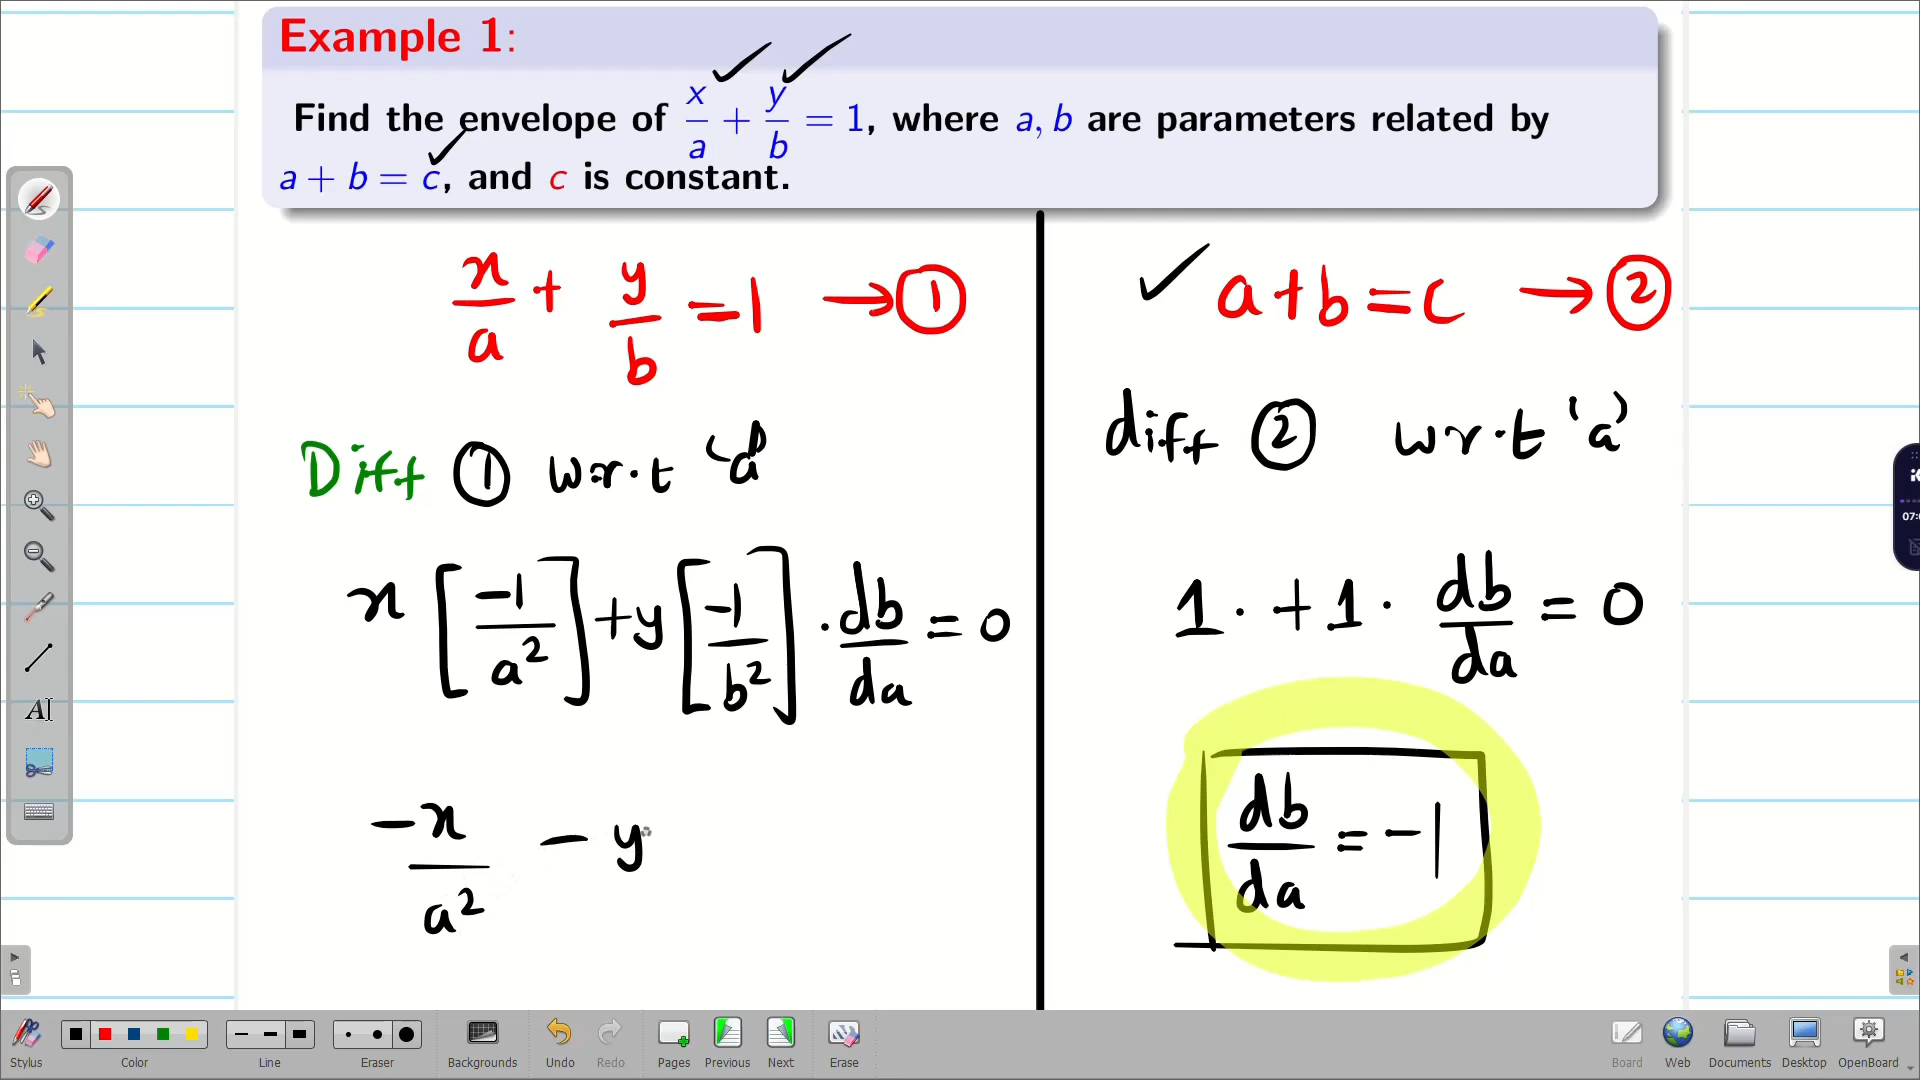 Example 1:
Find the envelope of x/a + y/b = 1, where a, b are parameters related by
a + b = c, and c is constant.
x/a + y/b = 1 → ①
Diff ① w.r.t 'a'
x [-1/a²] + y [-1/b²] · db/da = 0
-x/a² - y
✓ a+b=c → ②
diff ② w.r.t 'a'
1 · + 1 · db/da = 0
db/da = -1
07:
Stylus
Color
Line
Eraser
Backgrounds
Undo
Redo
Pages
Previous
Next
Erase
Board
Web
Documents
Desktop
OpenBoard